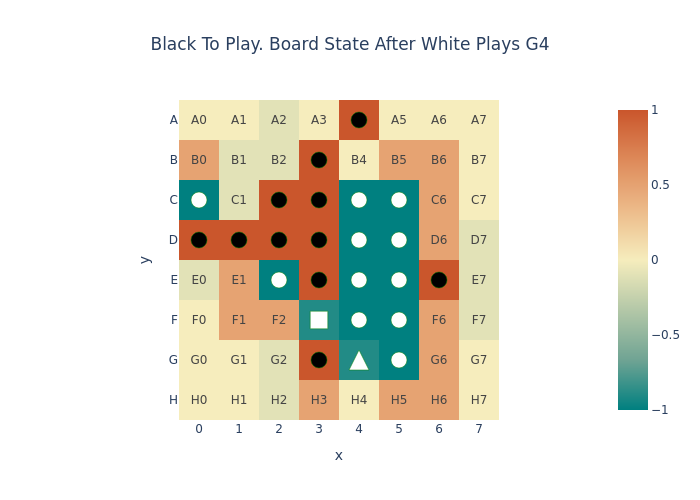 Black To Play. Board State After White Plays G4
A A0 A1 A2 A3 A5 A6 A7
B B0 B1 B2 B4 B5 B6 B7
C C1 C6 C7
D D6 D7
E E0 E1 E7
F F0 F1 F2 F6 F7
G G0 G1 G2 G6 G7
H H0 H1 H2 H3 H4 H5 H6 H7
0 1 2 3 4 5 6 7
x
y
1
0.5
0
−0.5
−1